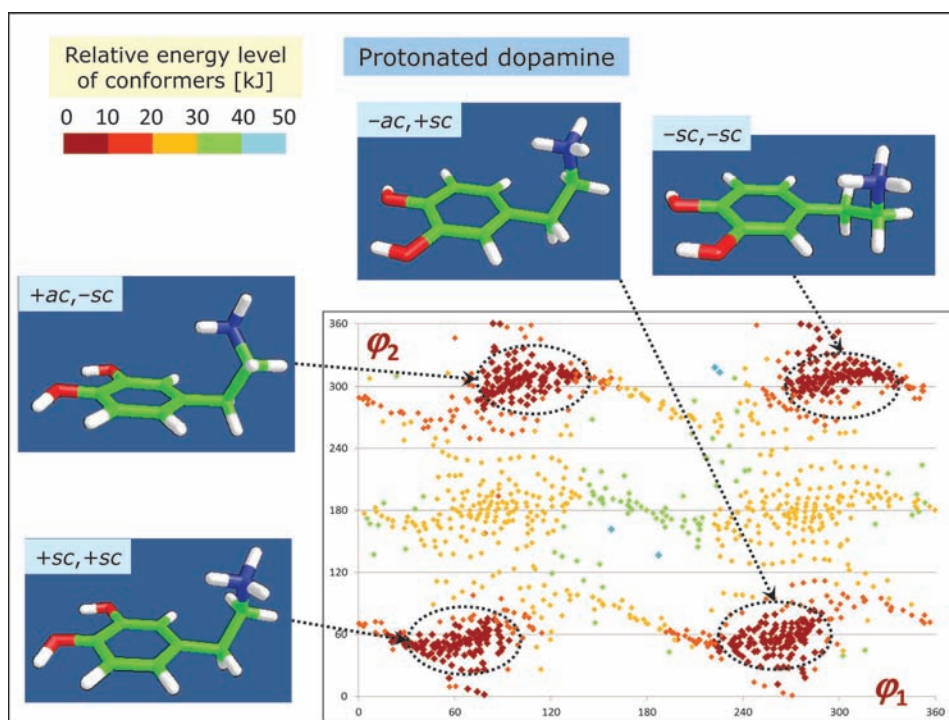 Relative energy level
of conformers [kJ]
0 10 20 30 40 50
Protonated dopamine
–ac,+sc
–sc,–sc
+ac,–sc
+sc,+sc
φ2
360
300
240
180
120
60
0
0 60 120 180 240 300 360
φ1